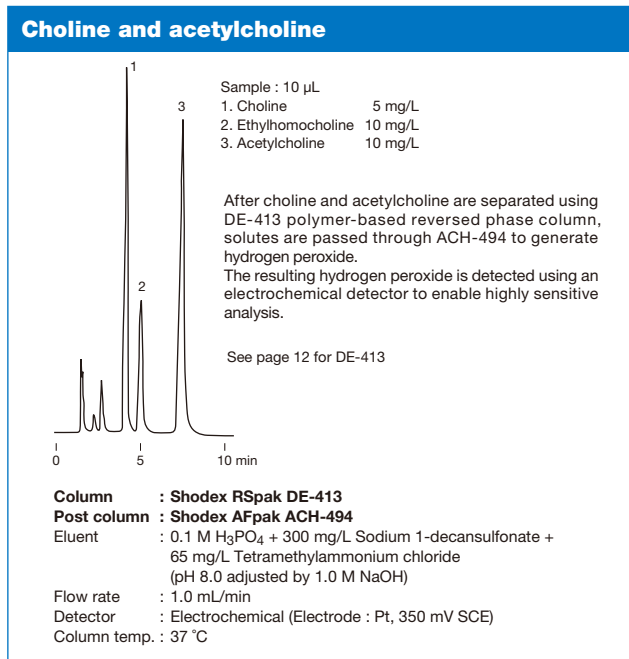 Choline and acetylcholine
1
3
2
Sample : 10 µL
1. Choline 5 mg/L
2. Ethylhomocholine 10 mg/L
3. Acetylcholine 10 mg/L
After choline and acetylcholine are separated using
DE-413 polymer-based reversed phase column,
solutes are passed through ACH-494 to generate
hydrogen peroxide.
The resulting hydrogen peroxide is detected using an
electrochemical detector to enable highly sensitive
analysis.
See page 12 for DE-413
0 5 10 min
Column : Shodex RSpak DE-413
Post column : Shodex AFpak ACH-494
Eluent : 0.1 M H₃PO₄ + 300 mg/L Sodium 1-decansulfonate +
65 mg/L Tetramethylammonium chloride
(pH 8.0 adjusted by 1.0 M NaOH)
Flow rate : 1.0 mL/min
Detector : Electrochemical (Electrode : Pt, 350 mV SCE)
Column temp. : 37 ˚C